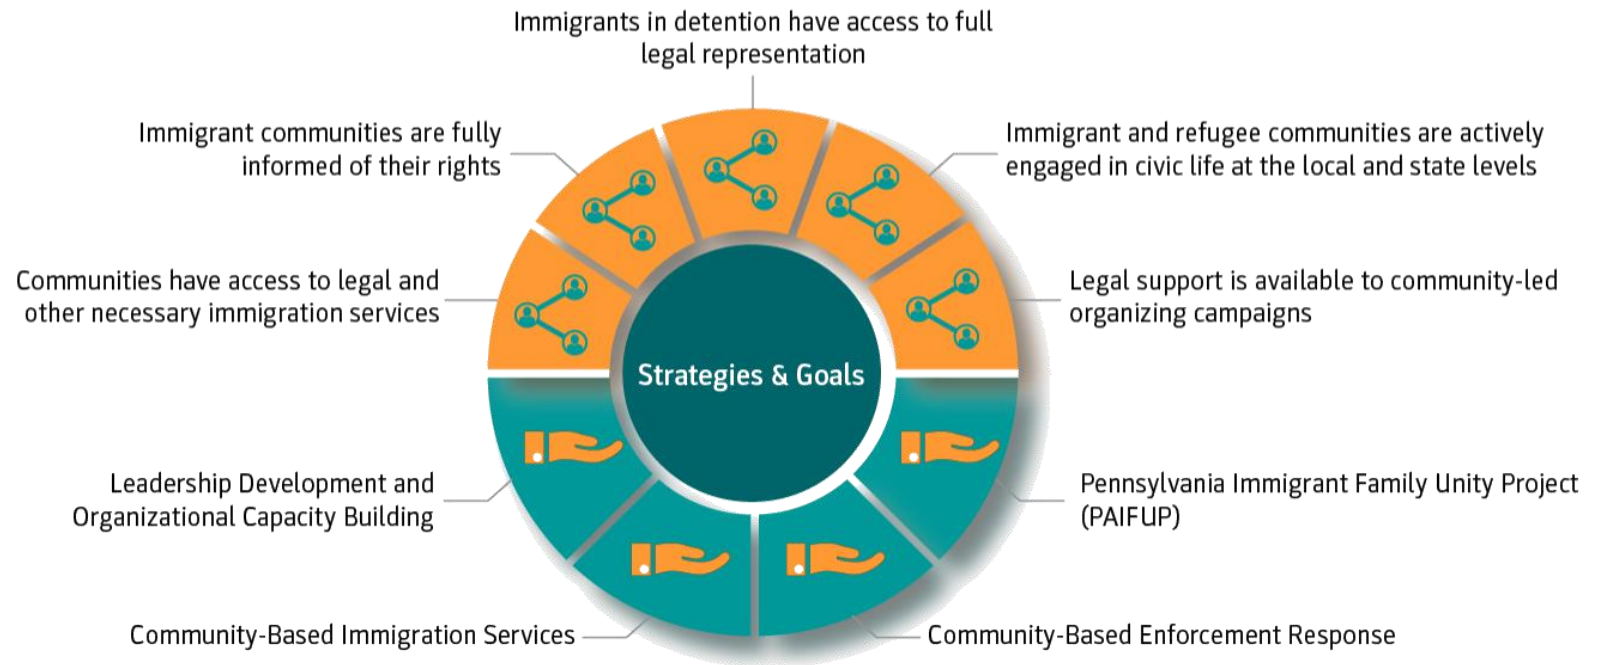 Immigrants in detention have access to full
legal representation
Immigrant communities are fully
informed of their rights
Immigrant and refugee communities are actively
engaged in civic life at the local and state levels
Communities have access to legal and
other necessary immigration services
Legal support is available to community-led
organizing campaigns
Strategies & Goals
Leadership Development and
Organizational Capacity Building
Pennsylvania Immigrant Family Unity Project
(PAIFUP)
Community-Based Immigration Services
Community-Based Enforcement Response